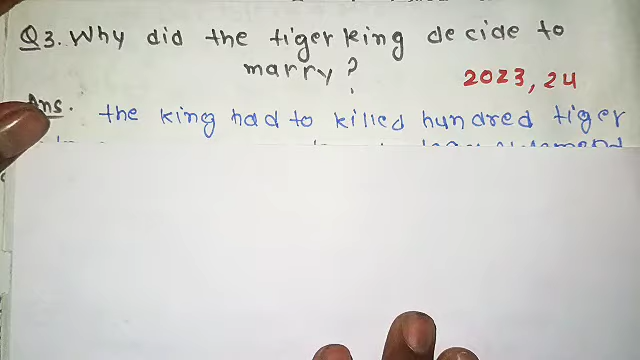 Q3. Why did the tiger king decide to
marry?
2023, 24
Ans. the king had to killed hundred tiger